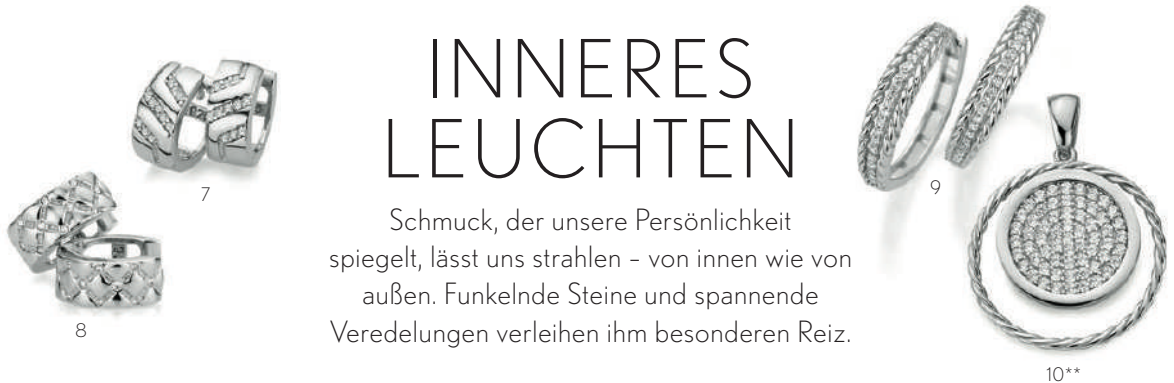 INNERES
LEUCHTEN
Schmuck, der unsere Persönlichkeit
spiegelt, lässt uns strahlen – von innen wie von
außen. Funkelnde Steine und spannende
Veredelungen verleihen ihm besonderen Reiz.
7
8
9
10**